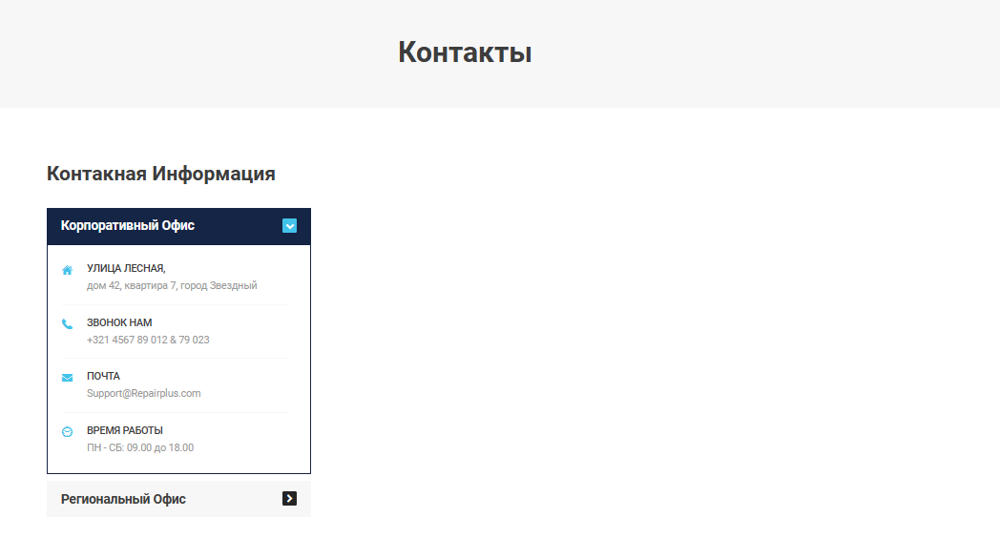 Контакты
Контакная Информация
Корпоративный Офис
УЛИЦА ЛЕСНАЯ,
дом 42, квартира 7, город Звездный
ЗВОНОК НАМ
+321 4567 89 012 & 79 023
ПОЧТА
Support@Repairplus.com
ВРЕМЯ РАБОТЫ
ПН - СБ: 09.00 до 18.00
Региональный Офис